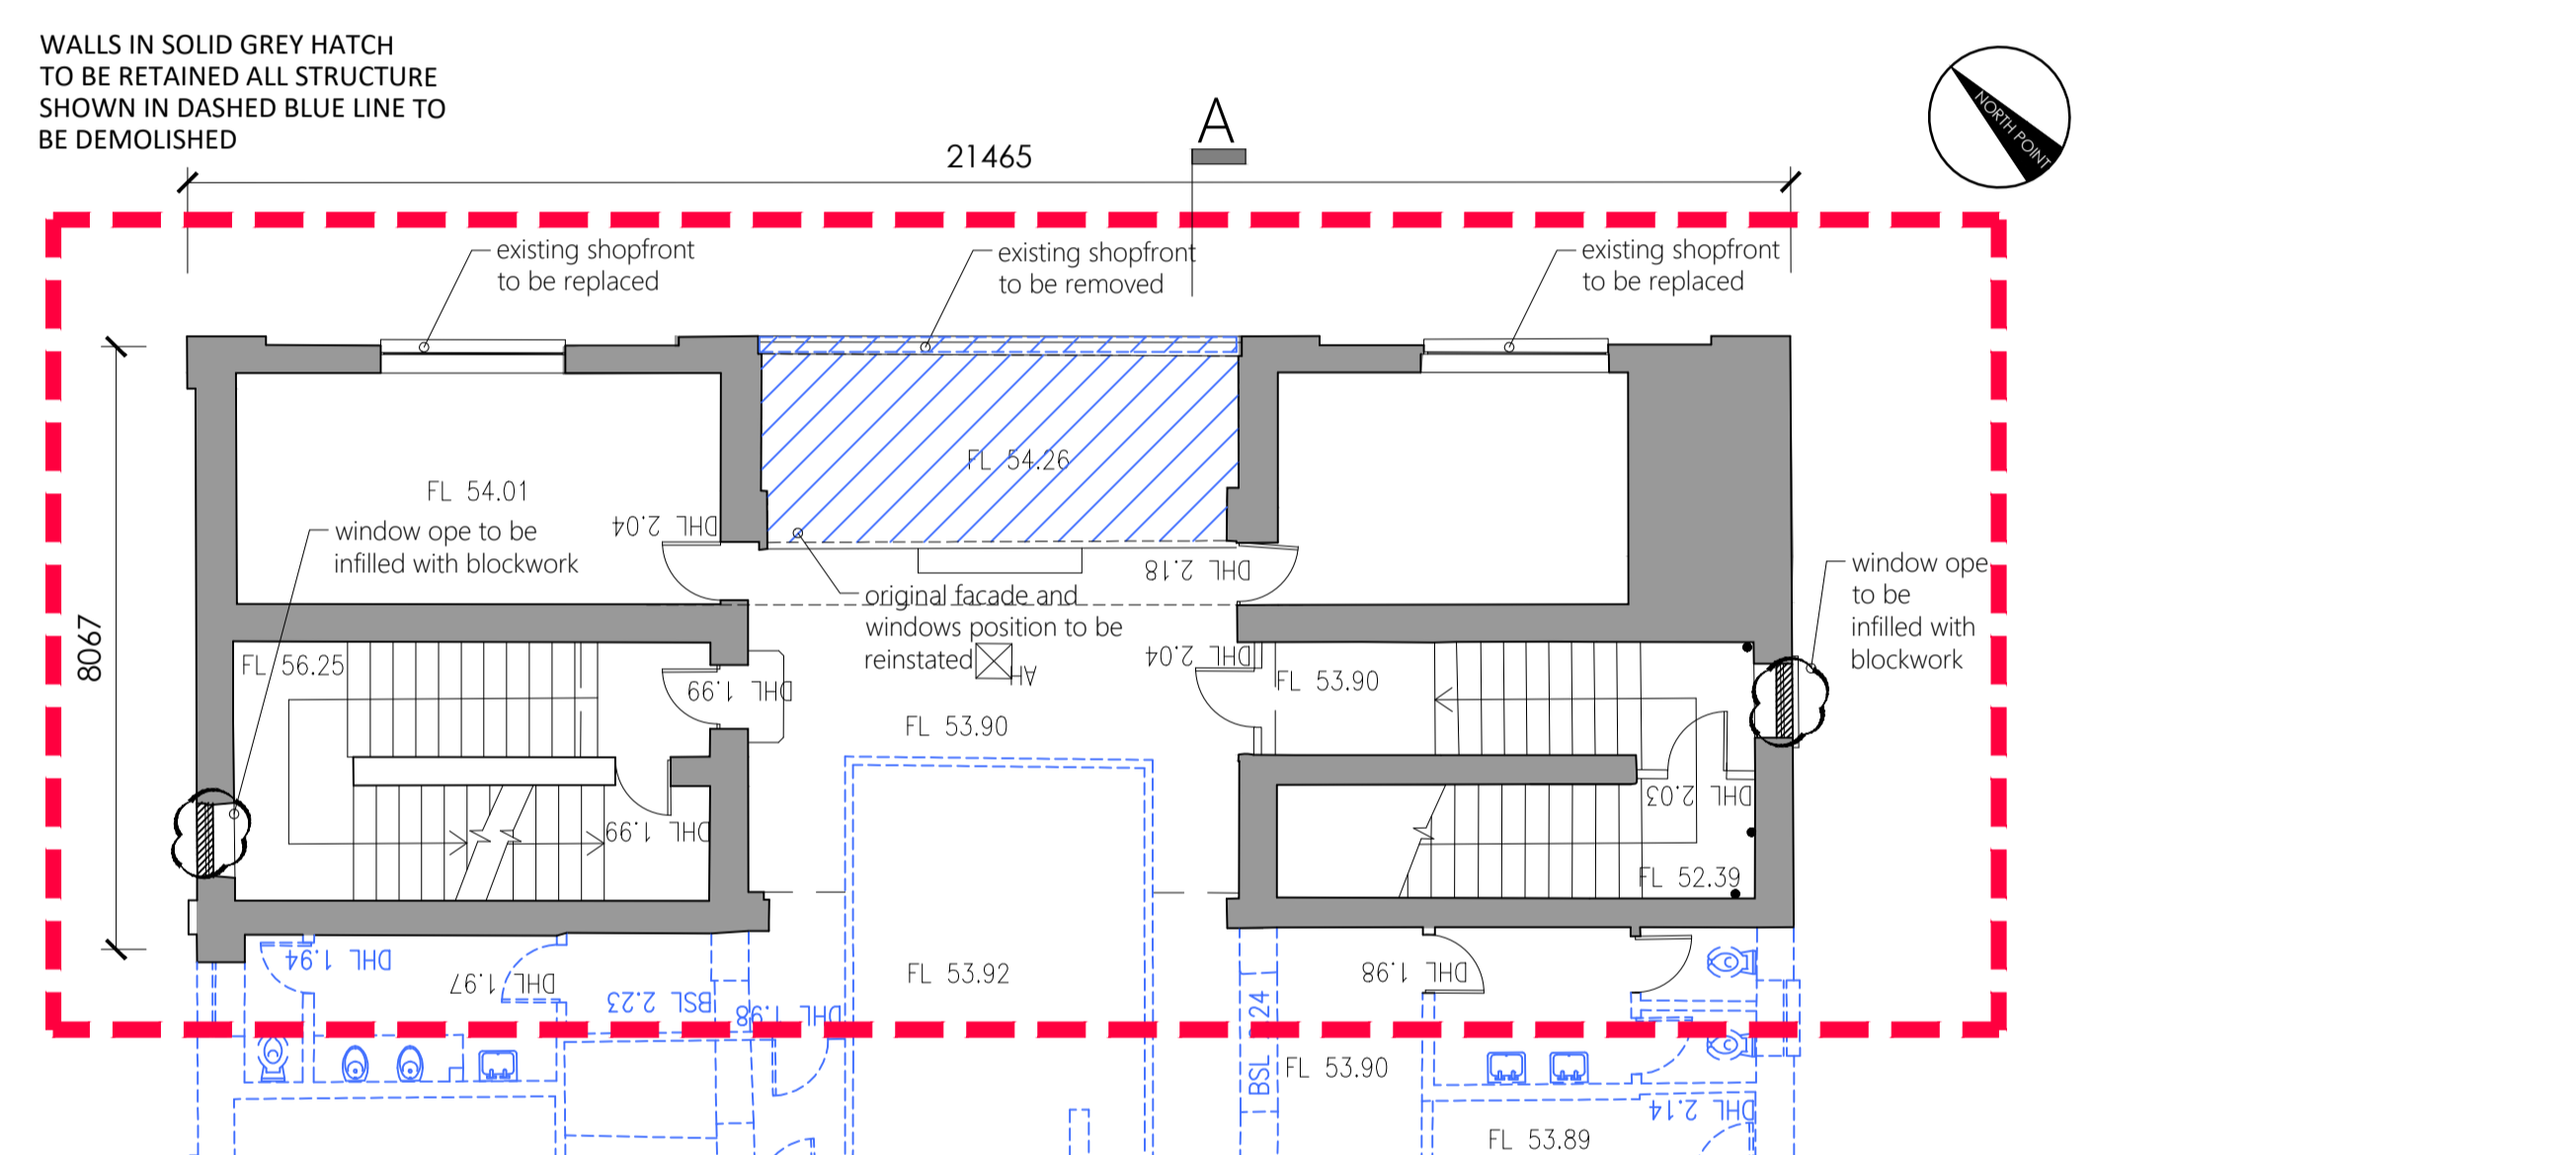 WALLS IN SOLID GREY HATCH
TO BE RETAINED ALL STRUCTURE
SHOWN IN DASHED BLUE LINE TO
BE DEMOLISHED
A
21465
NORTH POINT
existing shopfront
to be replaced
existing shopfront
to be removed
existing shopfront
to be replaced
FL 54.26
FL 54.01
DHL 2.04
window ope to be
infilled with blockwork
DHL 2.18
window ope
to be
infilled with
blockwork
original facade and
windows position to be
reinstated
8067
FL 56.25
DHL 1.99
AH
DHL 2.04
FL 53.90
FL 53.90
DHL 1.99
DHL 2.03
FL 52.39
DHL 1.94
DHL 1.97
BSL 2.23
DHL 1.98
FL 53.92
DHL 1.98
FL 53.90
DHL 2.14
FL 53.89